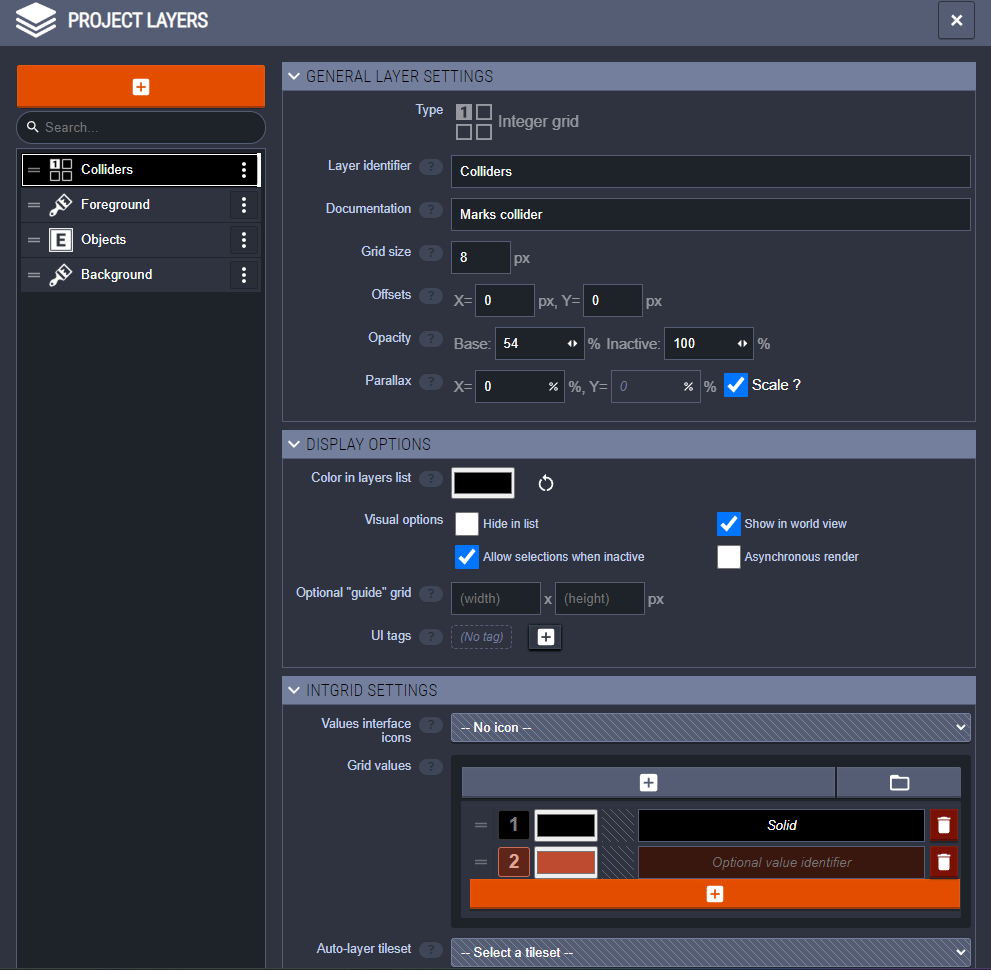 PROJECT LAYERS
Search...
1 Colliders
Foreground
E Objects
Background
GENERAL LAYER SETTINGS
Type 1 Integer grid
Layer identifier ? Colliders
Documentation ? Marks collider
Grid size ? 8 px
Offsets ? X= 0 px, Y= 0 px
Opacity ? Base: 54 % Inactive: 100 %
Parallax ? X= 0 % %, Y= 0 % % Scale ?
DISPLAY OPTIONS
Color in layers list ?
Visual options Hide in list Show in world view
Allow selections when inactive Asynchronous render
Optional "guide" grid ? (width) x (height) px
UI tags ? (No tag) +
INTGRID SETTINGS
Values interface
icons ? -- No icon --
Grid values ?
1 Solid
2 Optional value identifier
Auto-layer tileset ? -- Select a tileset --